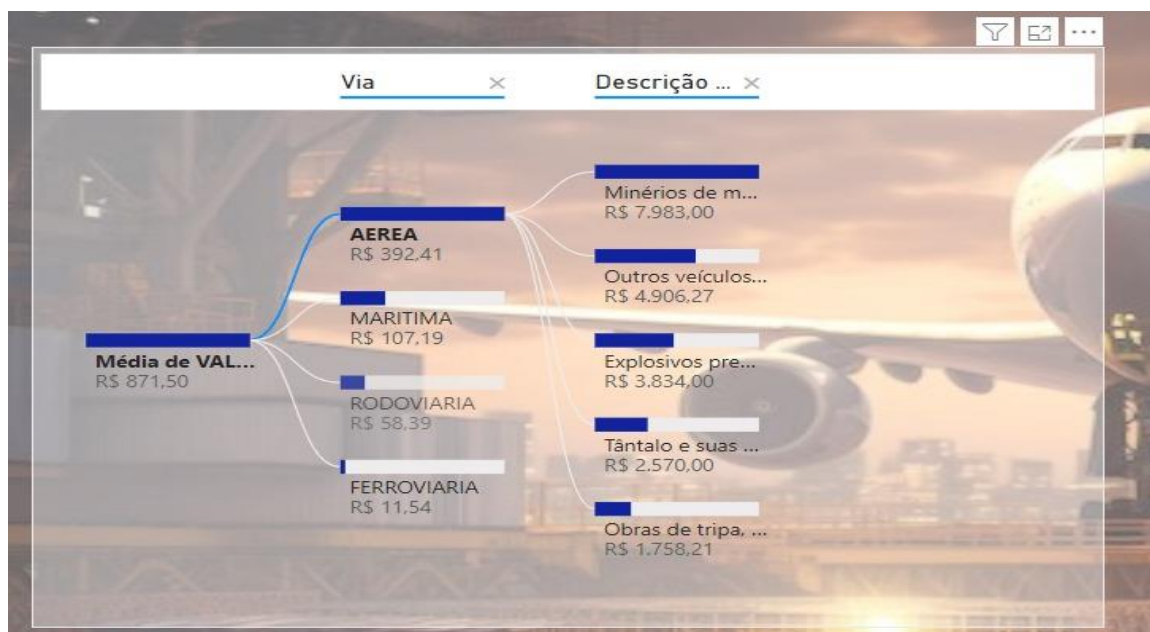 Via
Descrição ...
Média de VAL...
R$ 871,50
AEREA
R$ 392,41
MARITIMA
R$ 107,19
RODOVIARIA
R$ 58,39
FERROVIARIA
R$ 11,54
Minérios de m...
R$ 7.983,00
Outros veículos...
R$ 4.906,27
Explosivos pre...
R$ 3.834,00
Tântalo e suas ...
R$ 2.570,00
Obras de tripa, ...
R$ 1.758,21